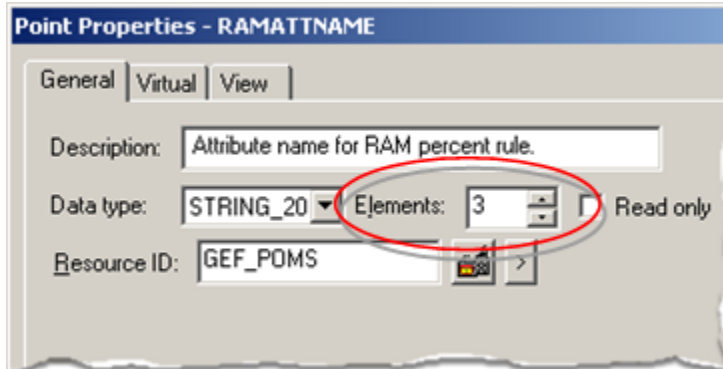 Point Properties - RAMATTNAME
General Virtual View
Description: Attribute name for RAM percent rule.
Data type: STRING_20 Elements: 3 Read only
Resource ID: GEF_POMS >